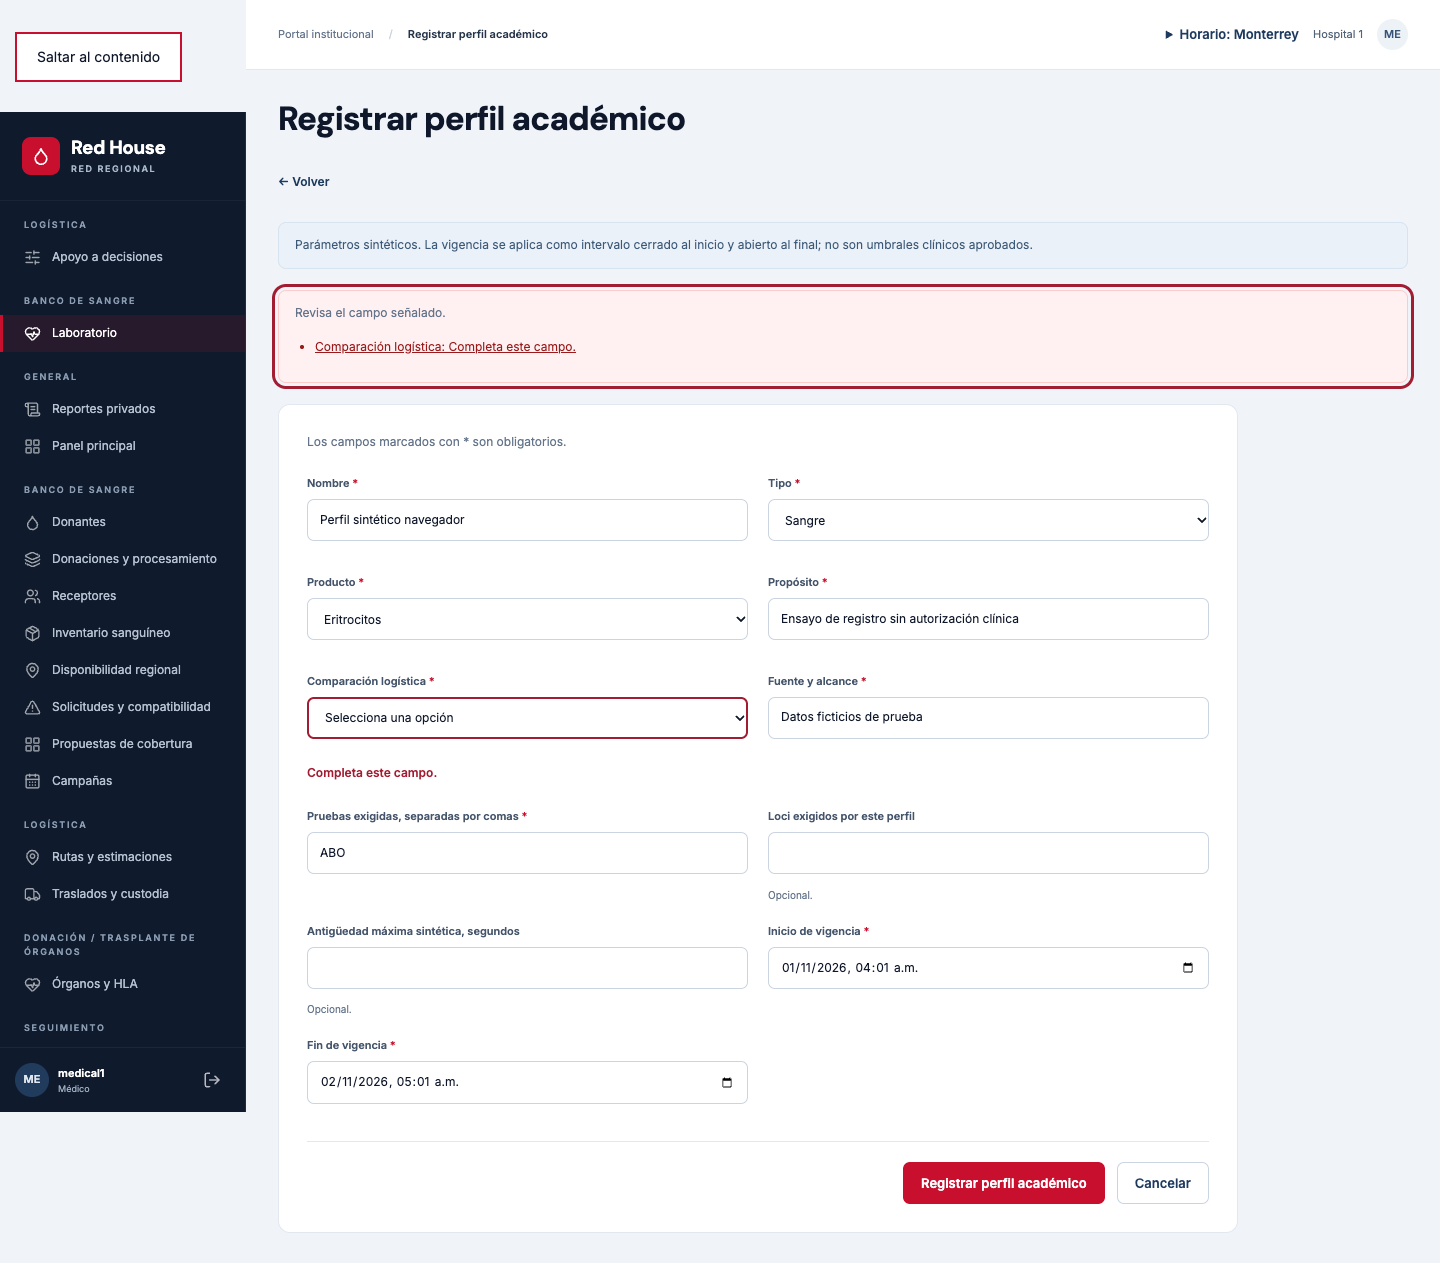 Saltar al contenido
Red House
RED REGIONAL
LOGÍSTICA
Apoyo a decisiones
BANCO DE SANGRE
Laboratorio
GENERAL
Reportes privados
Panel principal
BANCO DE SANGRE
Donantes
Donaciones y procesamiento
Receptores
Inventario sanguíneo
Disponibilidad regional
Solicitudes y compatibilidad
Propuestas de cobertura
Campañas
LOGÍSTICA
Rutas y estimaciones
Traslados y custodia
DONACIÓN / TRASPLANTE DE
ÓRGANOS
Órganos y HLA
SEGUIMIENTO
ME
medical1
Médico
Portal institucional / Registrar perfil académico
Horario: Monterrey Hospital 1 ME
Registrar perfil académico
← Volver
Parámetros sintéticos. La vigencia se aplica como intervalo cerrado al inicio y abierto al final; no son umbrales clínicos aprobados.
Revisa el campo señalado.
• Comparación logística: Completa este campo.
Los campos marcados con * son obligatorios.
Nombre *
Perfil sintético navegador
Tipo *
Sangre
Producto *
Eritrocitos
Propósito *
Ensayo de registro sin autorización clínica
Comparación logística *
Selecciona una opción
Completa este campo.
Fuente y alcance *
Datos ficticios de prueba
Pruebas exigidas, separadas por comas *
ABO
Loci exigidos por este perfil
Opcional.
Antigüedad máxima sintética, segundos
Opcional.
Inicio de vigencia *
01/11/2026, 04:01 a.m.
Fin de vigencia *
02/11/2026, 05:01 a.m.
Registrar perfil académico
Cancelar